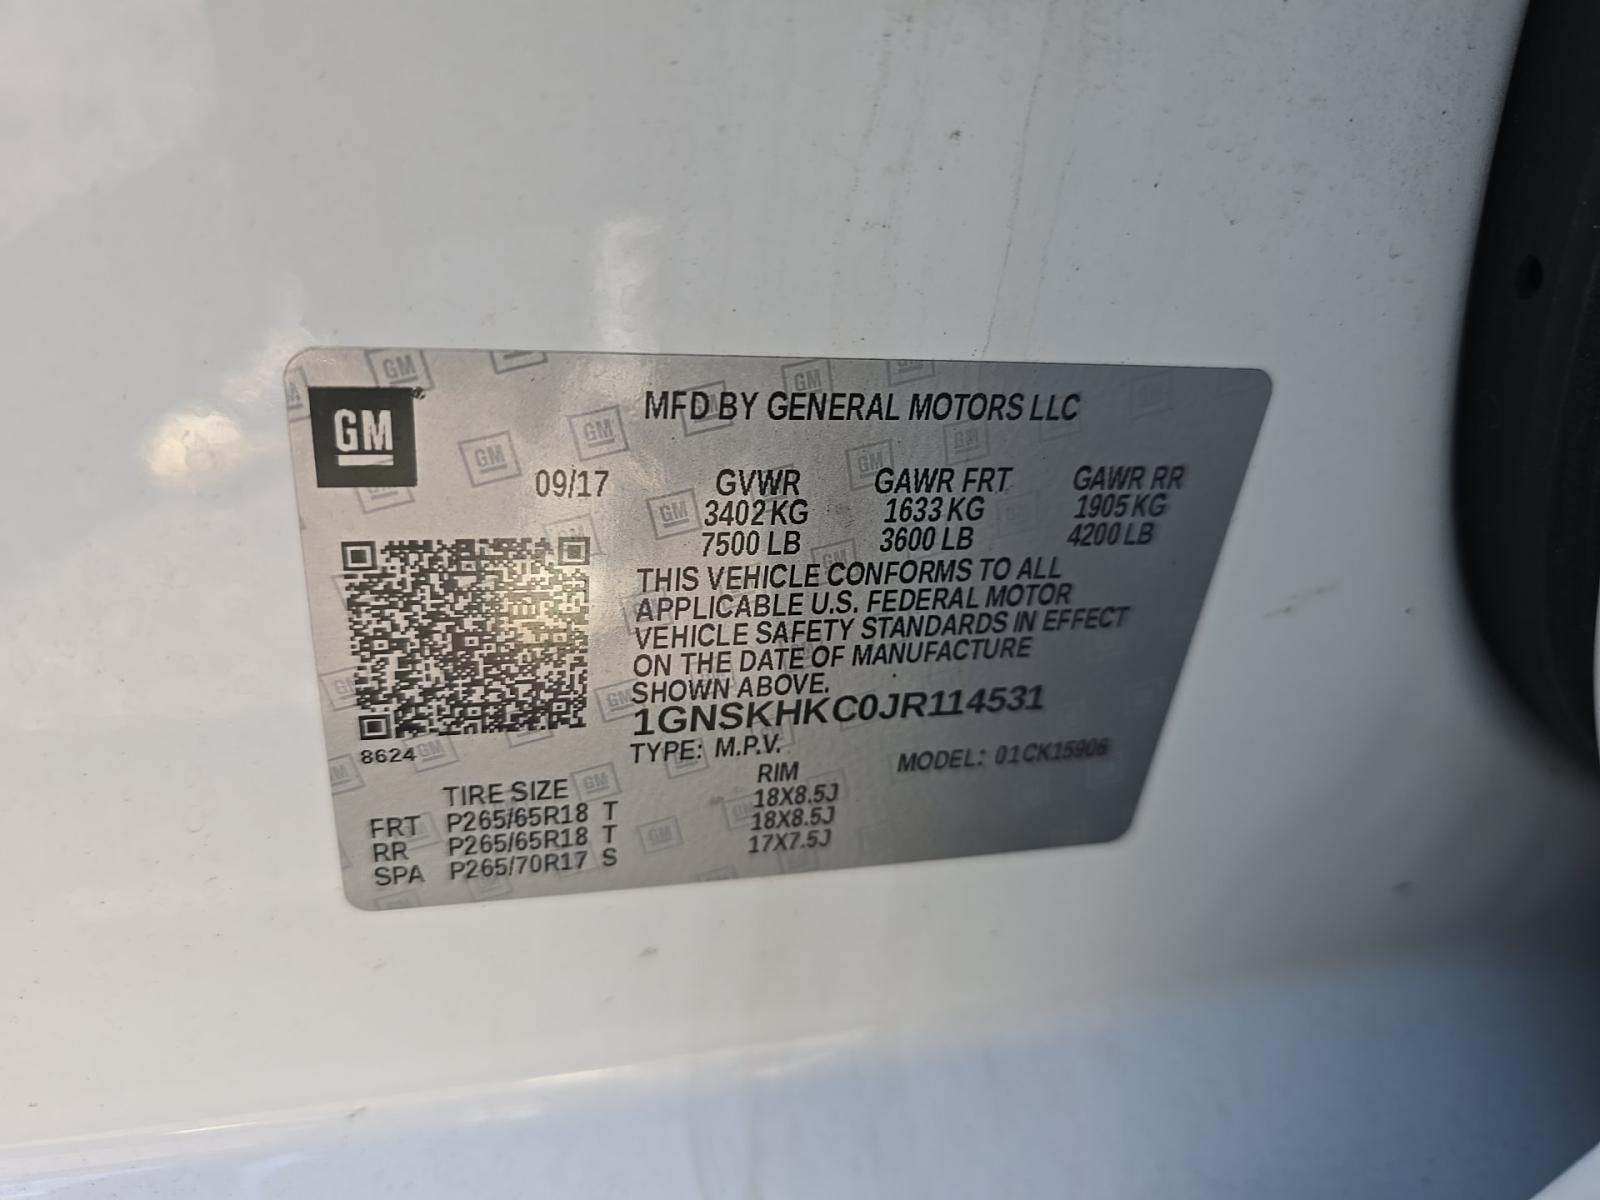 GM
MFD BY GENERAL MOTORS LLC
09/17 GVWR GAWR FRT GAWR RR
3402 KG 1633 KG 1905 KG
7500 LB 3600 LB 4200 LB
THIS VEHICLE CONFORMS TO ALL
APPLICABLE U.S. FEDERAL MOTOR
VEHICLE SAFETY STANDARDS IN EFFECT
ON THE DATE OF MANUFACTURE
SHOWN ABOVE.
1GNSKHKC0JR114531
8624
TYPE: M.P.V. MODEL: 01CK15906
TIRE SIZE RIM
FRT P265/65R18 T 18X8.5J
RR P265/65R18 T 18X8.5J
SPA P265/70R17 S 17X7.5J